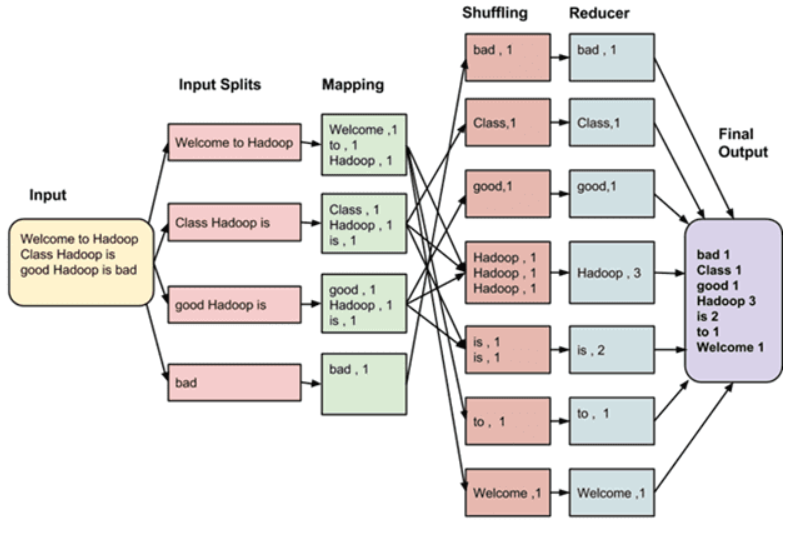 Shuffling
Reducer
Input Splits
Mapping
Input
Final
Output
Welcome to Hadoop
Class Hadoop is
good Hadoop is bad
Welcome to Hadoop
Class Hadoop is
good Hadoop is
bad
Welcome ,1
to , 1
Hadoop , 1
Class , 1
Hadoop , 1
is , 1
good , 1
Hadoop , 1
is , 1
bad , 1
bad , 1
Class,1
good,1
Hadoop , 1
Hadoop , 1
Hadoop , 1
is , 1
is , 1
to , 1
Welcome ,1
bad , 1
Class,1
good,1
Hadoop , 3
is , 2
to , 1
Welcome ,1
bad 1
Class 1
good 1
Hadoop 3
is 2
to 1
Welcome 1